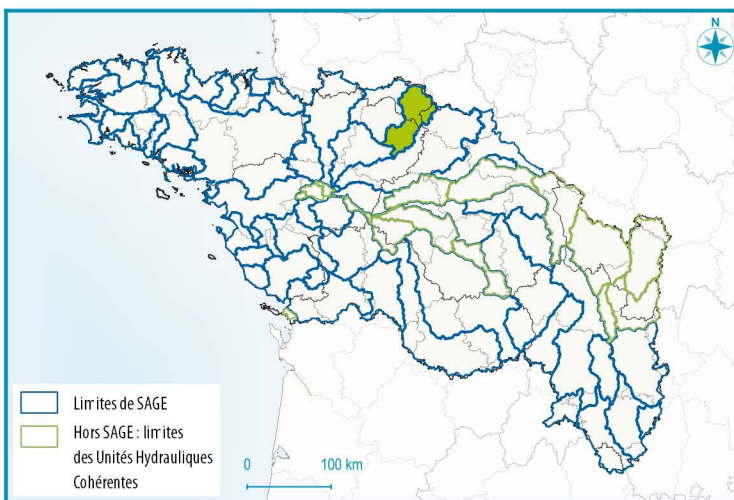 N
Limites de SAGE
Hors SAGE : limites
des Unités Hydrauliques
Cohérentes
0 100 km